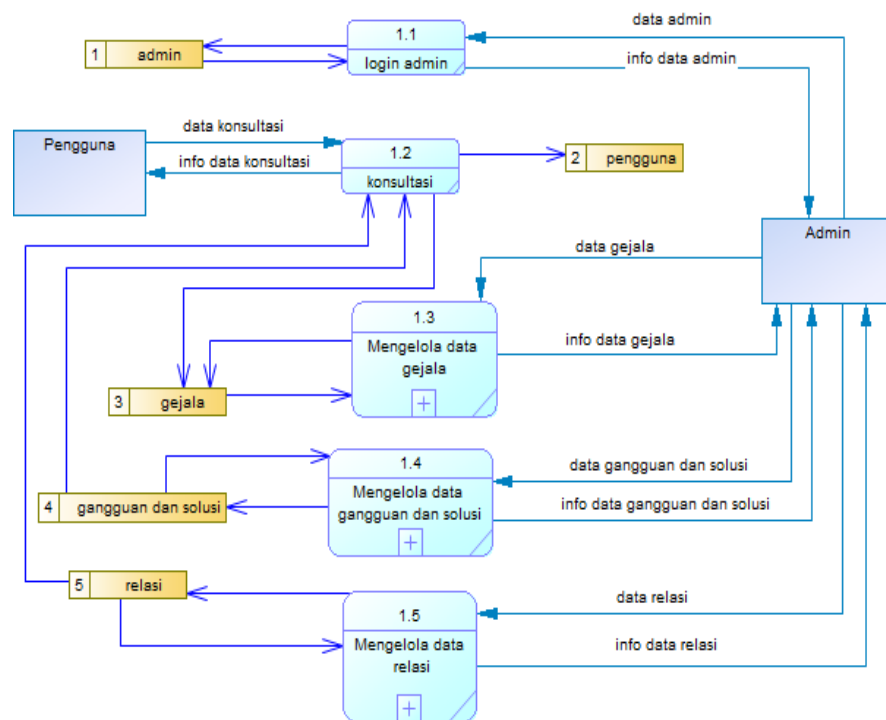 data admin
1.1
login admin
1 admin
info data admin
Pengguna
data konsultasi
info data konsultasi
1.2
konsultasi
2 pengguna
Admin
data gejala
1.3
Mengelola data
gejala
info data gejala
3 gejala
1.4
Mengelola data
gangguan dan solusi
data gangguan dan solusi
info data gangguan dan solusi
4 gangguan dan solusi
5 relasi
1.5
Mengelola data
relasi
data relasi
info data relasi